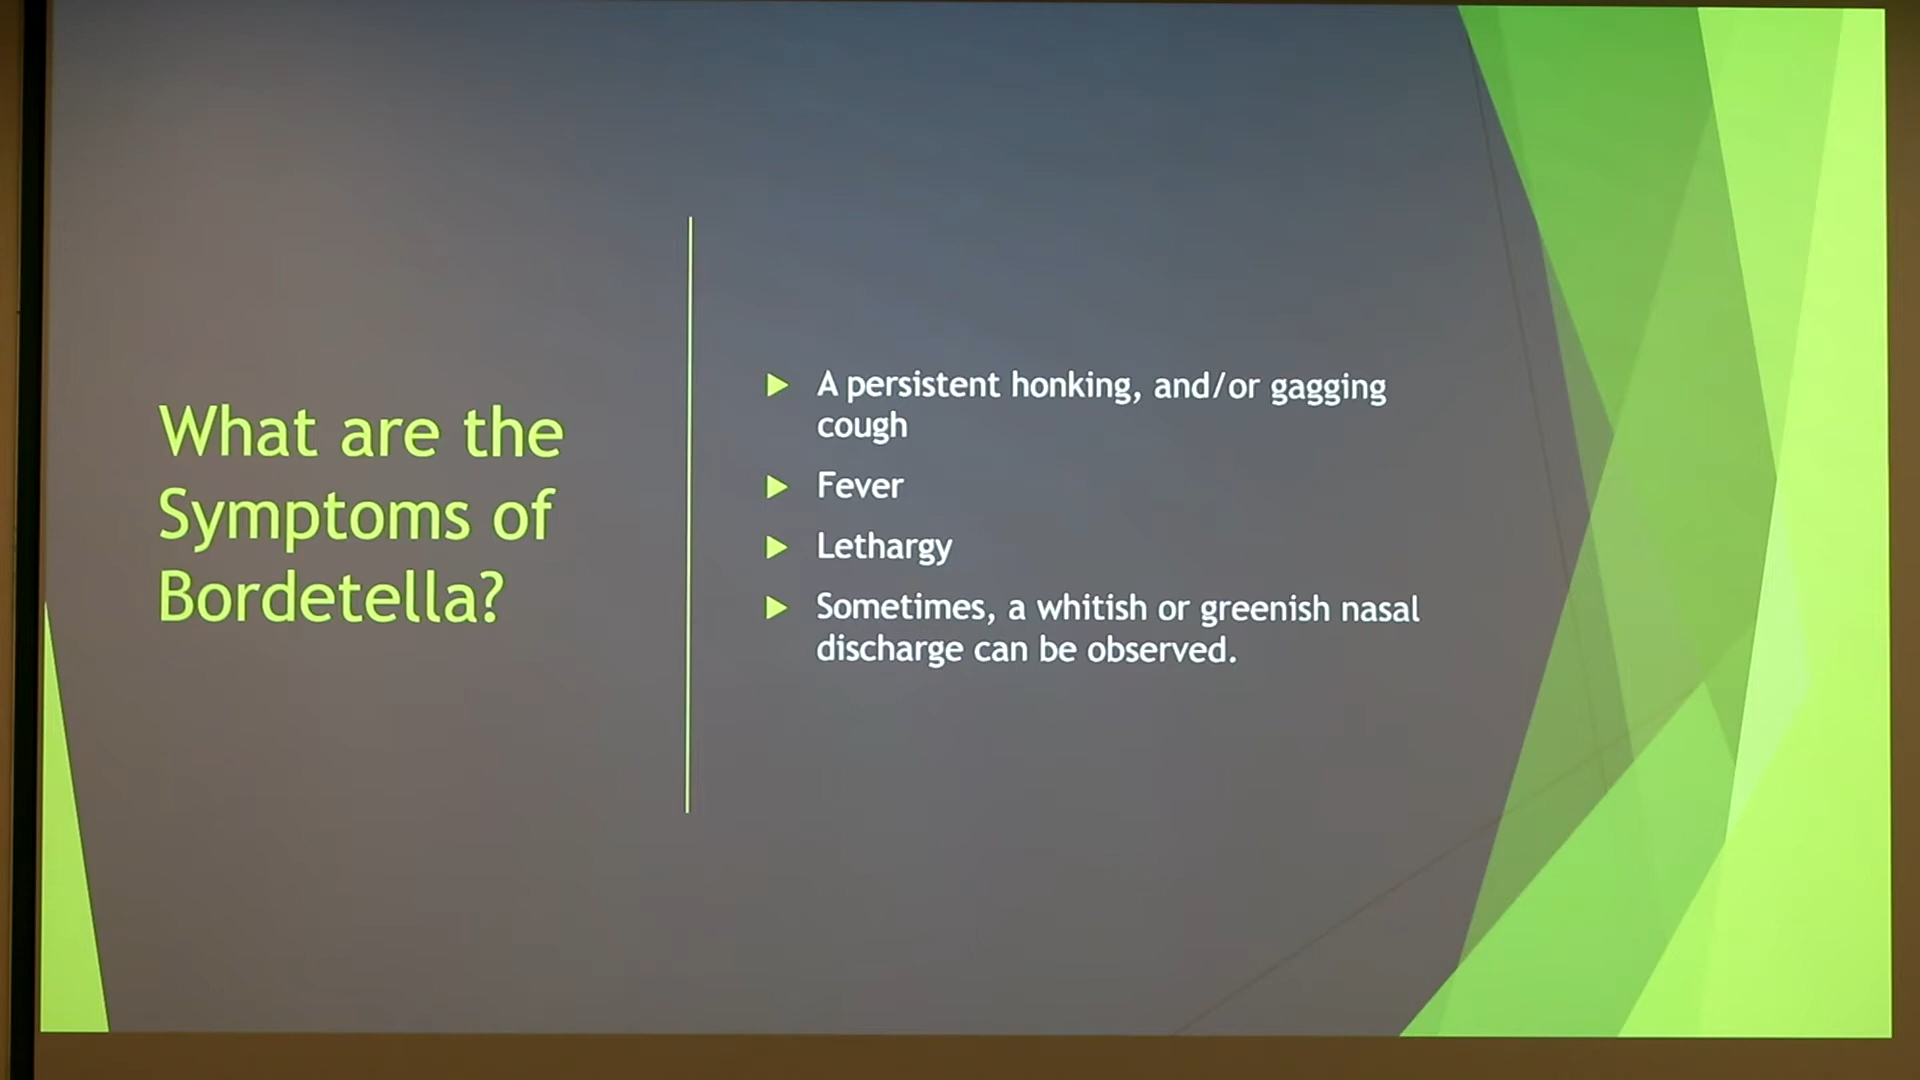 What are the
Symptoms of
Bordetella?
A persistent honking, and/or gagging
cough
Fever
Lethargy
Sometimes, a whitish or greenish nasal
discharge can be observed.